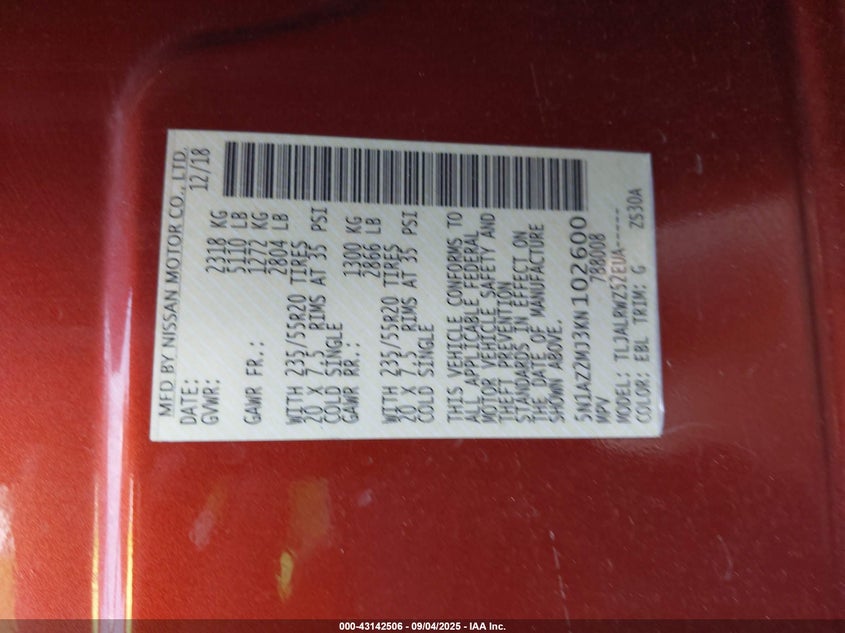 MFD BY NISSAN MOTOR CO., LTD.
DATE: 12/18
GVWR: 2318 KG
5110 LB
GAWR FR.: 1272 KG
2804 LB
WITH 235/55R20 TIRES
20 X 7.5 RIMS AT 35 PSI
COLD SINGLE
GAWR RR.: 1300 KG
2866 LB
WITH 235/55R20 TIRES
20 X 7.5 RIMS AT 35 PSI
COLD SINGLE
THIS VEHICLE CONFORMS TO
ALL APPLICABLE FEDERAL
MOTOR VEHICLE SAFETY AND
THEFT PREVENTION
STANDARDS IN EFFECT ON
THE DATE OF MANUFACTURE
SHOWN ABOVE.
5N1AZ2MJ3KN102600
MPV 7B8008
MODEL: TLJALRWZ52EUA-----
COLOR: EBL TRIM: G ZS30A
000-43142506 - 09/04/2025 - IAA Inc.